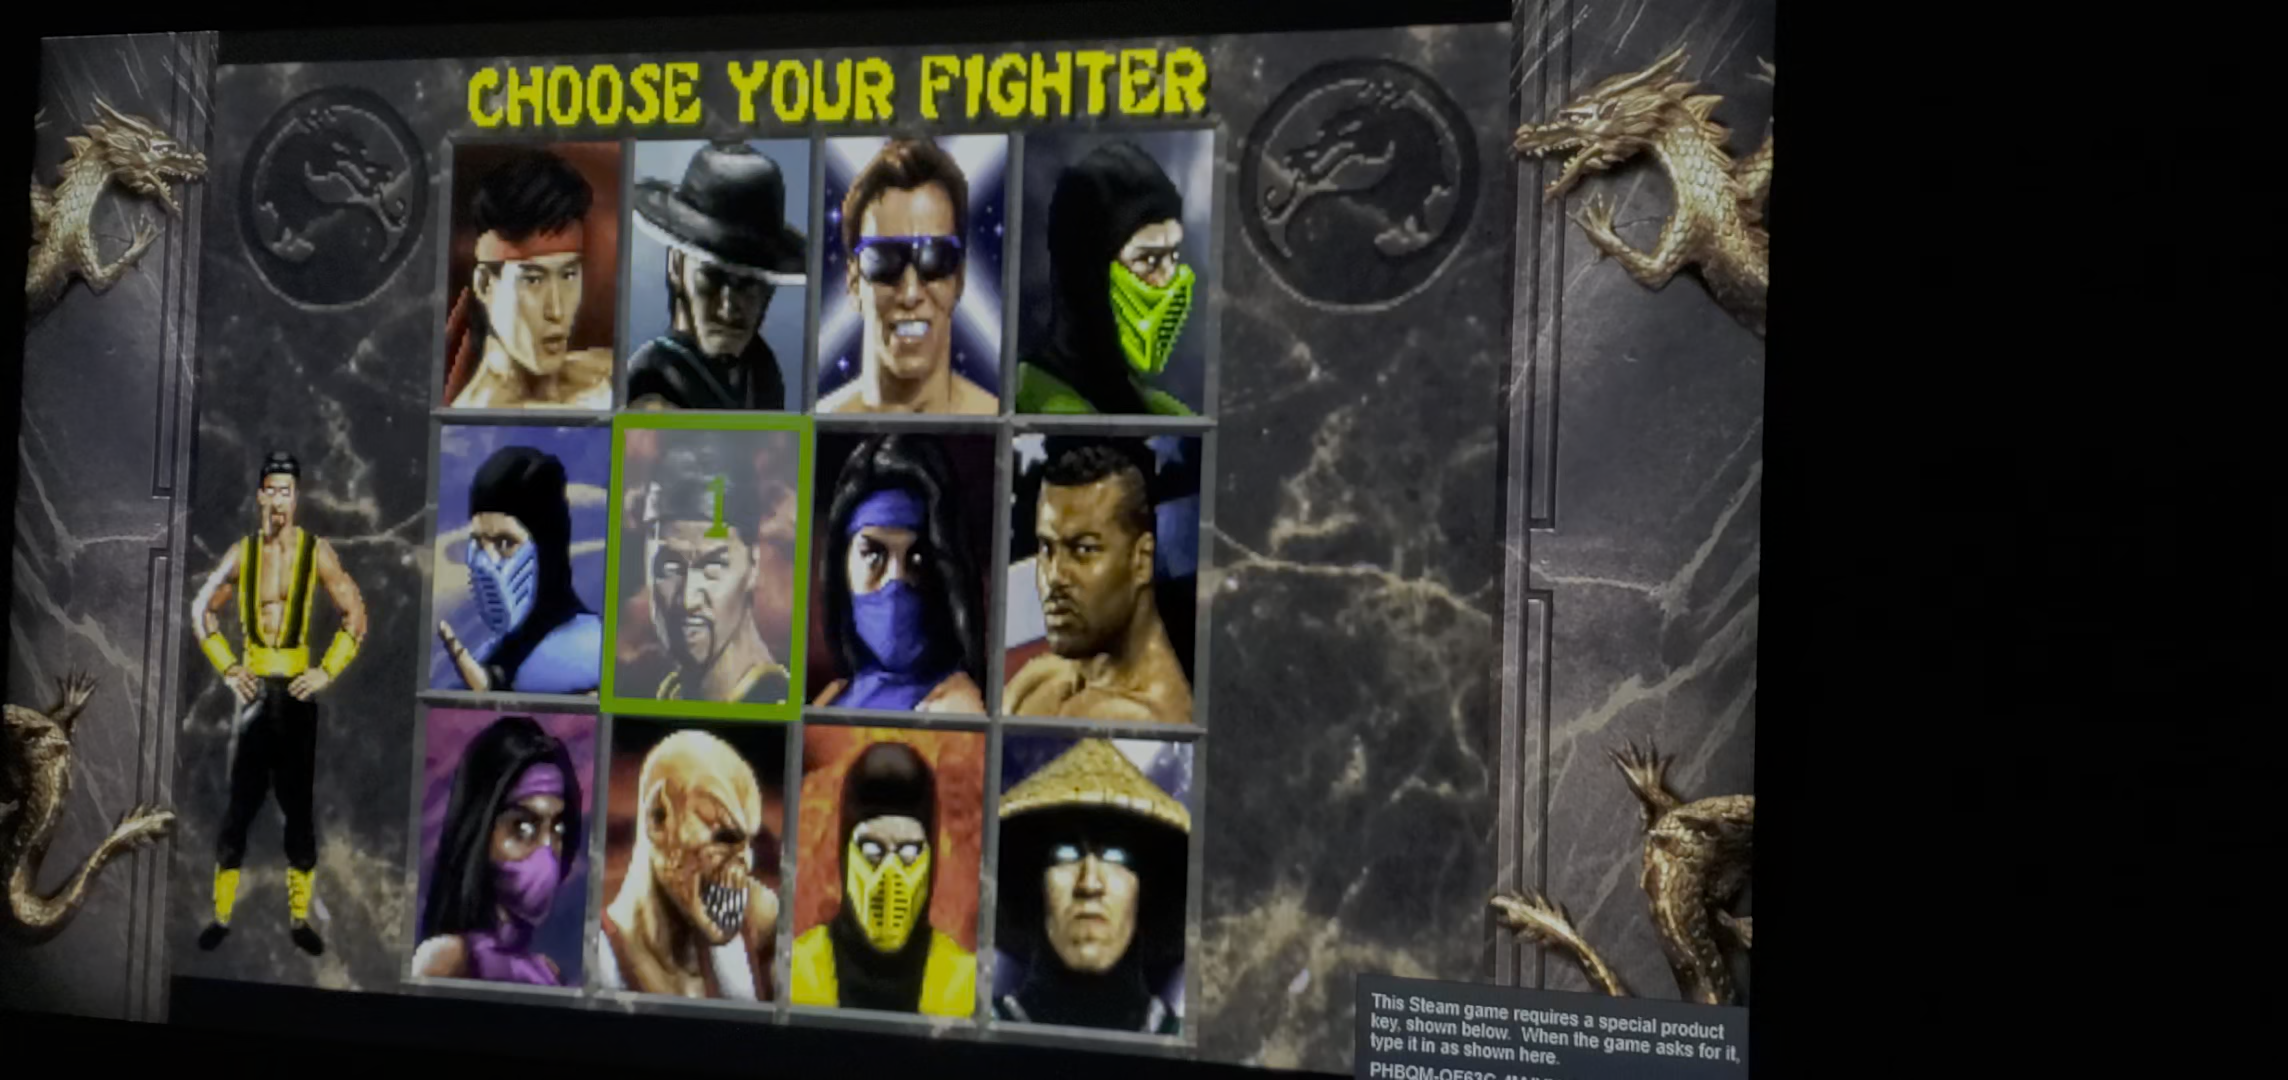 CHOOSE YOUR FIGHTER
1
This Steam game requires a special product
key, shown below. When the game asks for it,
type it in as shown here.